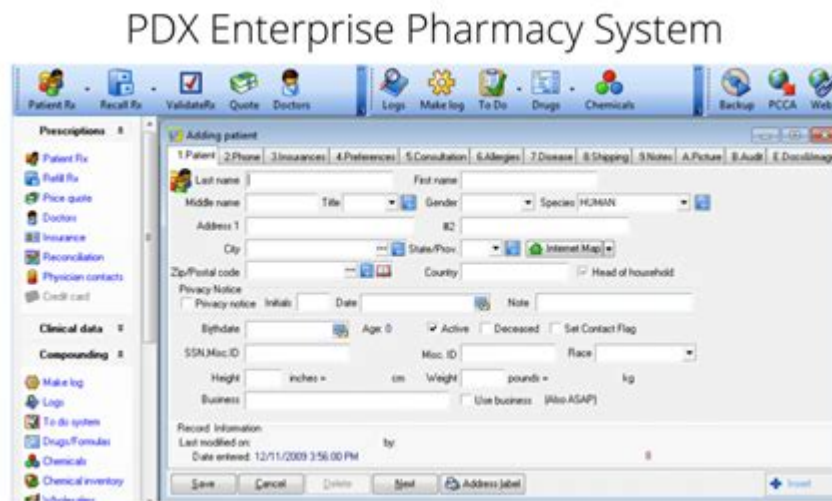 PDX Enterprise Pharmacy System
Patient Rx Recall Rx ValidateRx Quote Doctors Logs Make log To Do Drugs Chemicals Backup PCCA Web
Prescriptions
Patient Rx
Refill Rx
Price quote
Doctors
Insurance
Reconciliation
Physician contacts
Credit card
Clinical data
Compounding
Make log
Logs
To do system
Drugs/Formulas
Chemicals
Chemical inventory
Wholesalers
Adding patient
1.Patient 2.Phone 3.Insurances 4.Preferences 5.Consultation 6.Allergies 7.Disease 8.Shipping 9.Notes A.Picture B.Audit E.Docs&Imag
Last name First name
Middle name Title Gender Species HUMAN
Address 1 #2
City State/Prov. Internet Map
Zip/Postal code Country Head of household
Privacy Notice
Privacy notice Initials Date Note
Birthdate Age: 0 Active Deceased Set Contact Flag
SSN,Misc.ID Misc. ID Race
Height inches = cm Weight pounds = kg
Business Use business (Also ASAP)
Record Information
Last modified on: by:
Date entered: 12/11/2009 3:56:00 PM
Save Cancel Delete Next Address label Insert